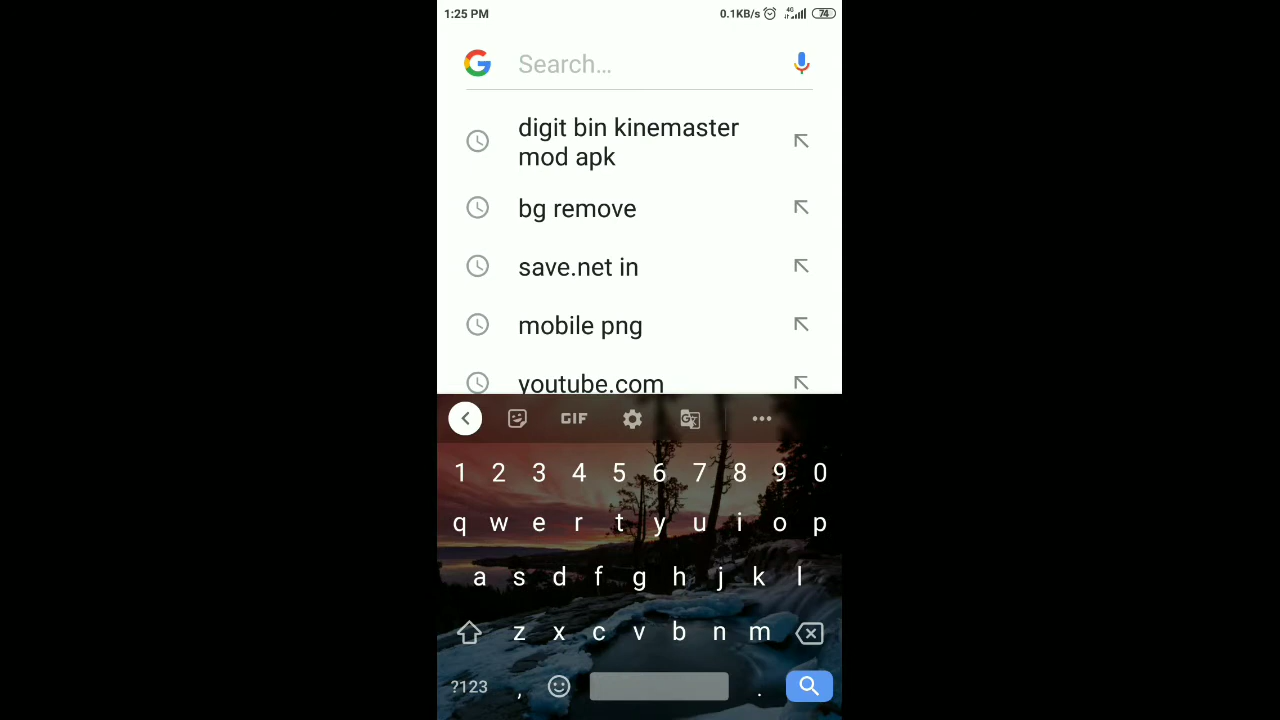 1:25 PM 0.1KB/s 4G 74
G Search...
digit bin kinemaster
mod apk
bg remove
save.net in
mobile png
youtube.com
GIF G
1 2 3 4 5 6 7 8 9 0
q w e r t y u i o p
a s d f g h j k l
z x c v b n m
?123 , .